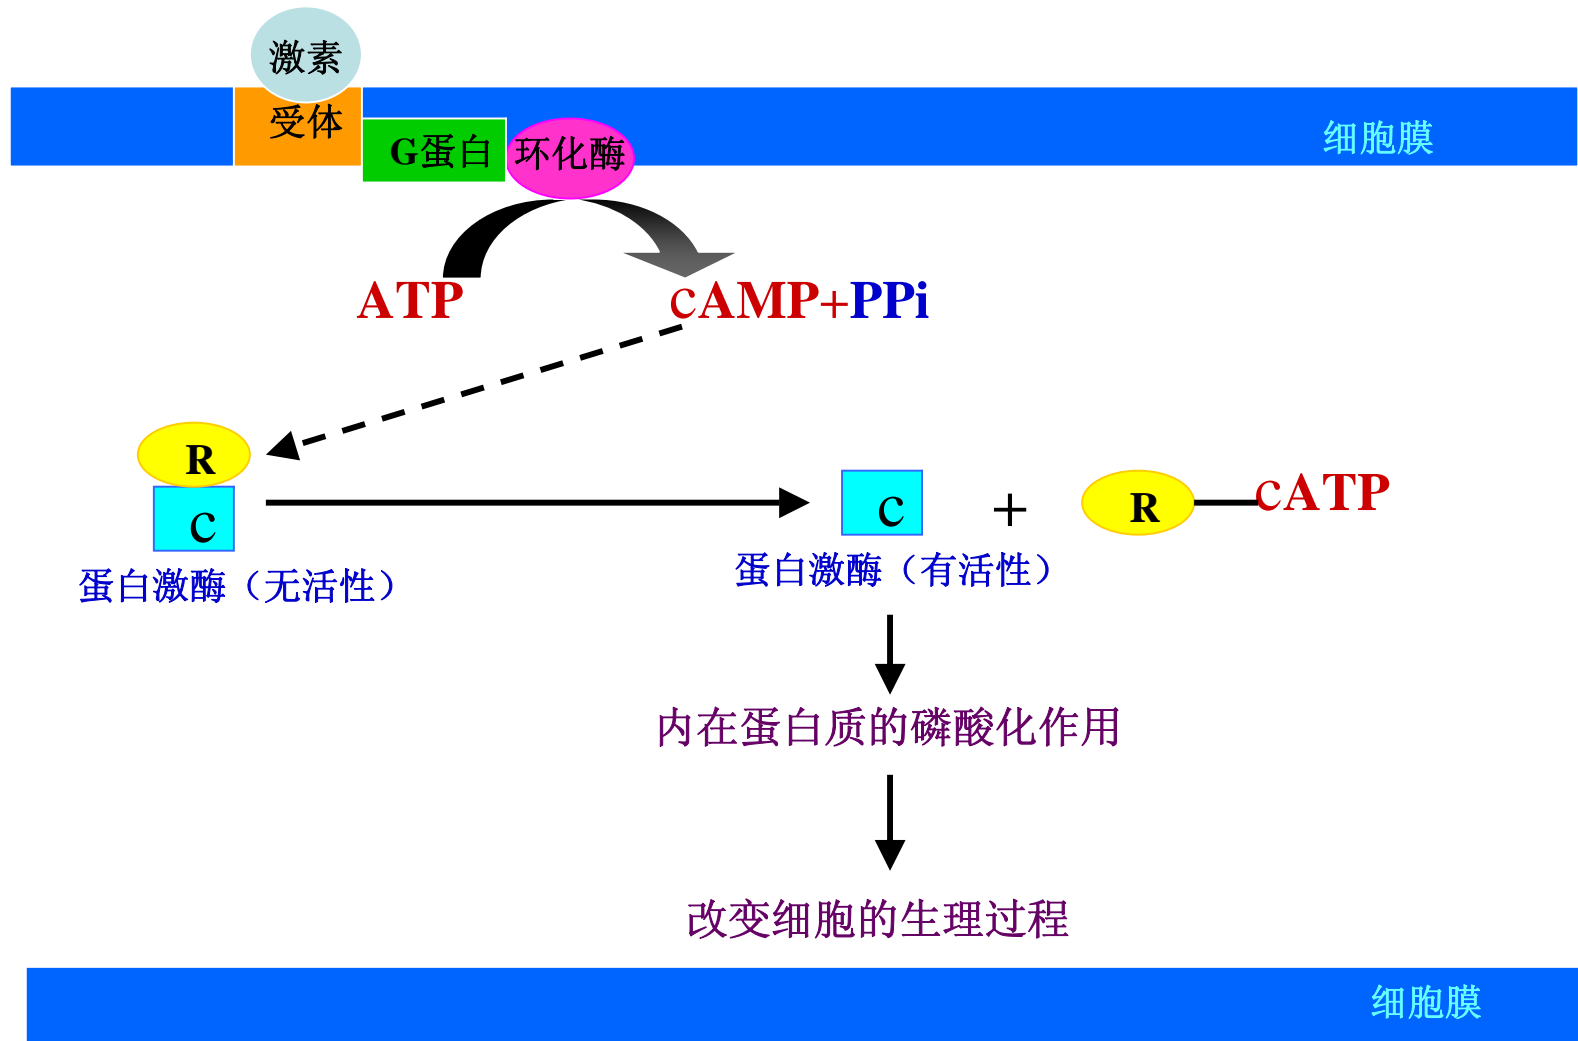 激素
受体
G蛋白
环化酶
细胞膜
ATP
cAMP+PPi
R
C
蛋白激酶（无活性）
C
+
R
cATP
蛋白激酶（有活性）
内在蛋白质的磷酸化作用
改变细胞的生理过程
细胞膜